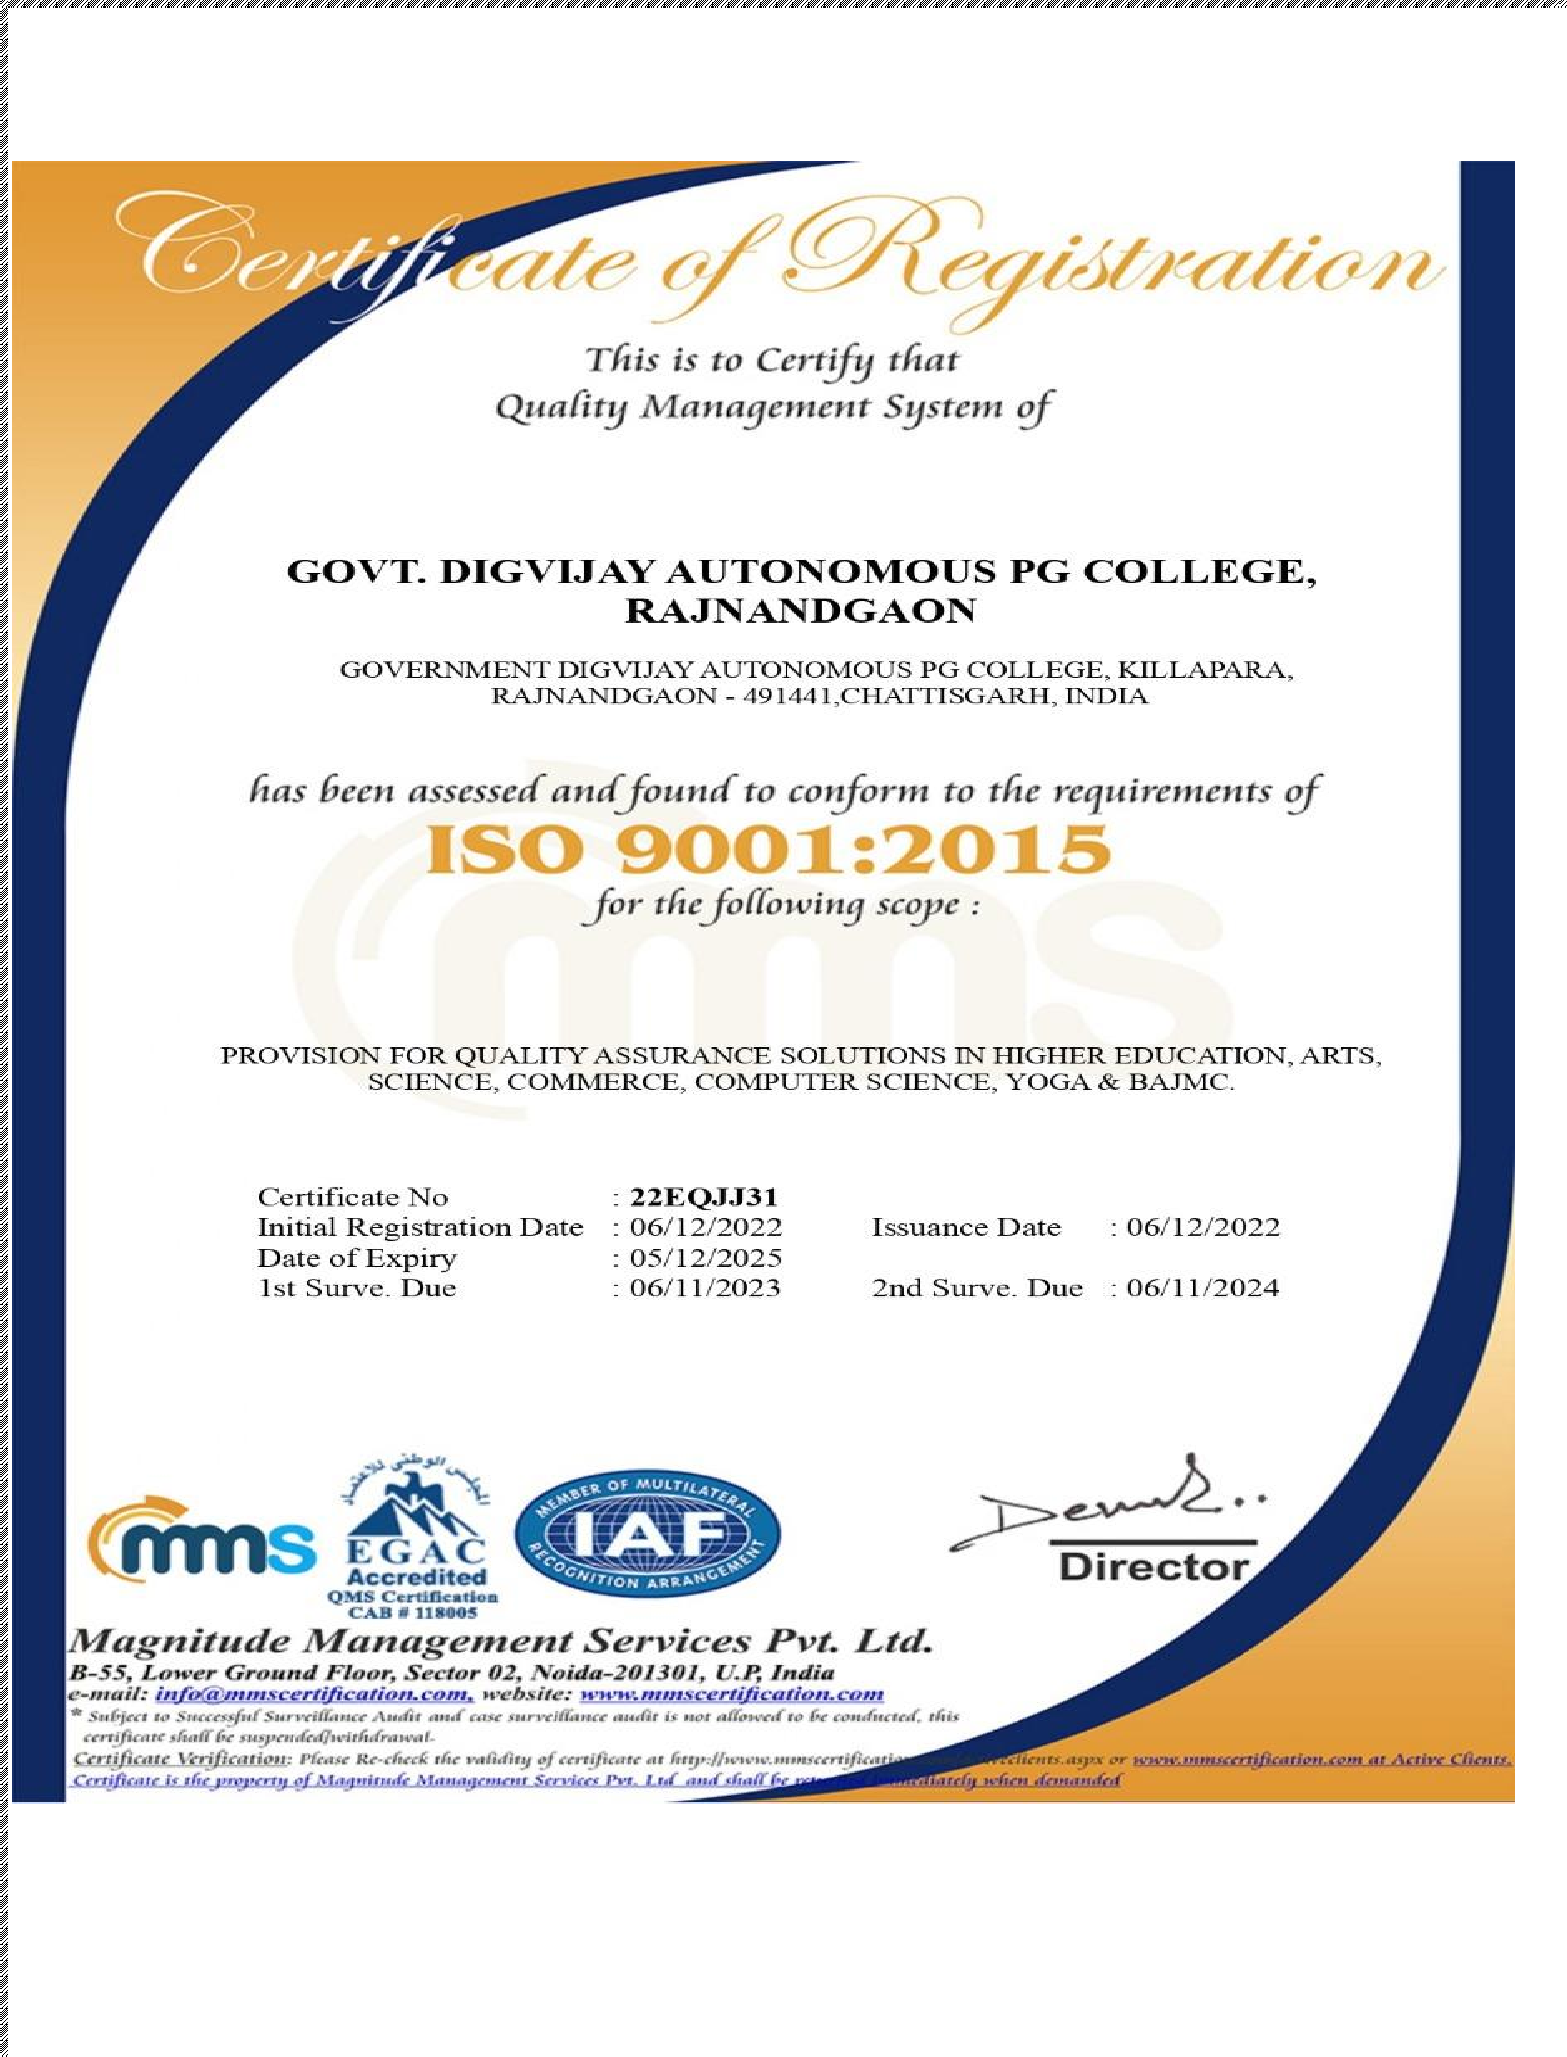 Certificate of Registration
This is to Certify that
Quality Management System of
GOVT. DIGVIJAY AUTONOMOUS PG COLLEGE,
RAJNANDGAON
GOVERNMENT DIGVIJAY AUTONOMOUS PG COLLEGE, KILLAPARA,
RAJNANDGAON - 491441,CHATTISGARH, INDIA
has been assessed and found to conform to the requirements of
ISO 9001:2015
for the following scope :
mms
PROVISION FOR QUALITY ASSURANCE SOLUTIONS IN HIGHER EDUCATION, ARTS,
SCIENCE, COMMERCE, COMPUTER SCIENCE, YOGA & BAJMC.
Certificate No : 22EQJJ31
Initial Registration Date : 06/12/2022 Issuance Date : 06/12/2022
Date of Expiry : 05/12/2025
1st Surve. Due : 06/11/2023 2nd Surve. Due : 06/11/2024
المجلس الوطنى للاعتماد
mms
EGAC
Accredited
QMS Certification
CAB # 118005
MEMBER OF MULTILATERAL
IAF
RECOGNITION ARRANGEMENT
Director
Magnitude Management Services Pvt. Ltd.
B-55, Lower Ground Floor, Sector 02, Noida-201301, U.P, India
e-mail: info@mmscertification.com, website: www.mmscertification.com
* Subject to Successful Surveillance Audit and case surveillance audit is not allowed to be conducted, this
certificate shall be suspended/withdrawal-
Certificate Verification: Please Re-check the validity of certificate at http://www.mmscertificatio clients.aspx or www.mmscertification.com at Active Clients.
Certificate is the property of Magnitude Management Services Pvt. Ltd and shall be immediately when demanded